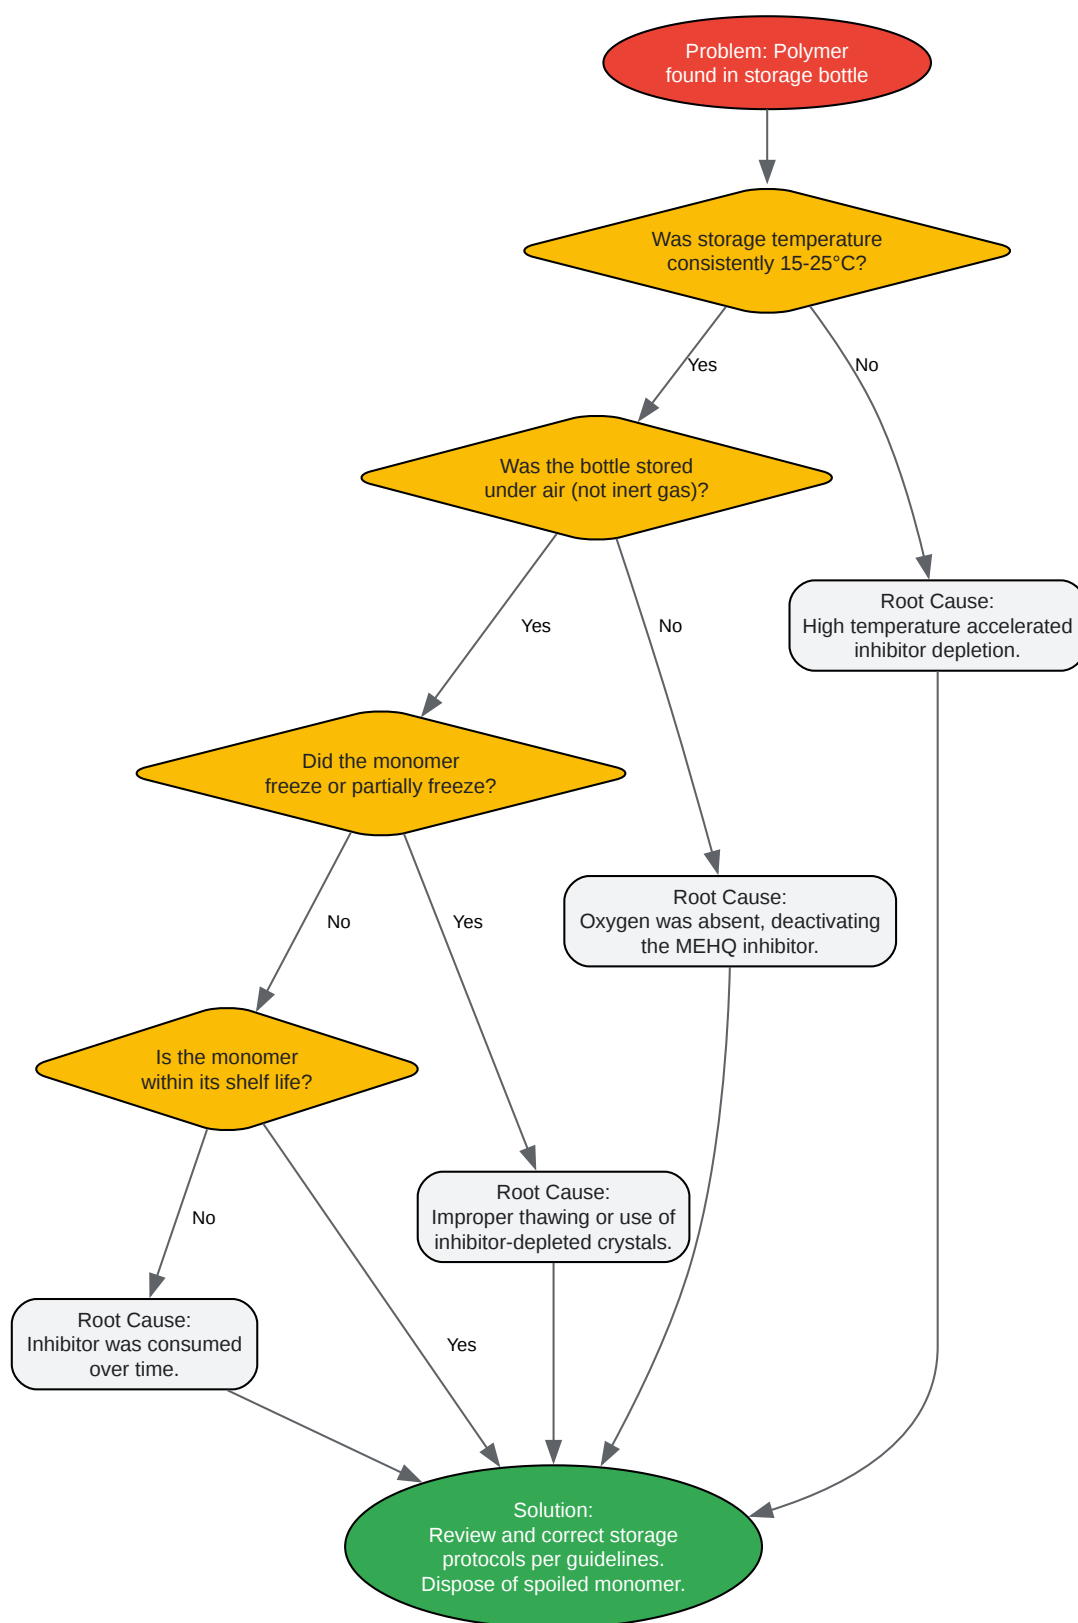 Problem: Polymer
found in storage bottle
Was storage temperature
consistently 15-25°C?
Yes
No
Was the bottle stored
under air (not inert gas)?
Root Cause:
High temperature accelerated
inhibitor depletion.
Yes
No
Did the monomer
freeze or partially freeze?
Root Cause:
Oxygen was absent, deactivating
the MEHQ inhibitor.
No
Yes
Is the monomer
within its shelf life?
Root Cause:
Improper thawing or use of
inhibitor-depleted crystals.
No
Root Cause:
Inhibitor was consumed
over time.
Yes
Solution:
Review and correct storage
protocols per guidelines.
Dispose of spoiled monomer.